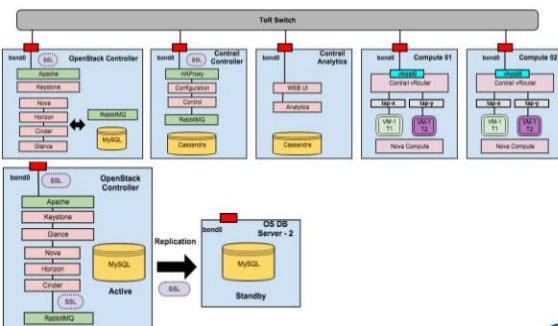 ToR Switch
bond0
SSL
OpenStack Controller
Apache
Keystone
Nova
Horizon
Cinder
Glance
RabbitMQ
MySQL
bond0
SSL
Contrail
Controller
HAProxy
Configuration
Control
RabbitMQ
Cassandra
bond0
Contrail
Analytics
WEB UI
Analytics
Cassandra
bond0
Compute 01
vhost0
Contrail vRouter
tap-x
tap-y
VM-1
T1
VM-1
T2
Nova Compute
bond0
Compute 02
vhost0
Contrail vRouter
tap-x
tap-y
VM-1
T1
VM-1
T2
Nova Compute
bond0
SSL
OpenStack
Controller
Apache
Keystone
Glance
Nova
Horizon
Cinder
SSL
RabbitMQ
MySQL
Active
Replication
SSL
bond0
OS DB
Server - 2
MySQL
Standby